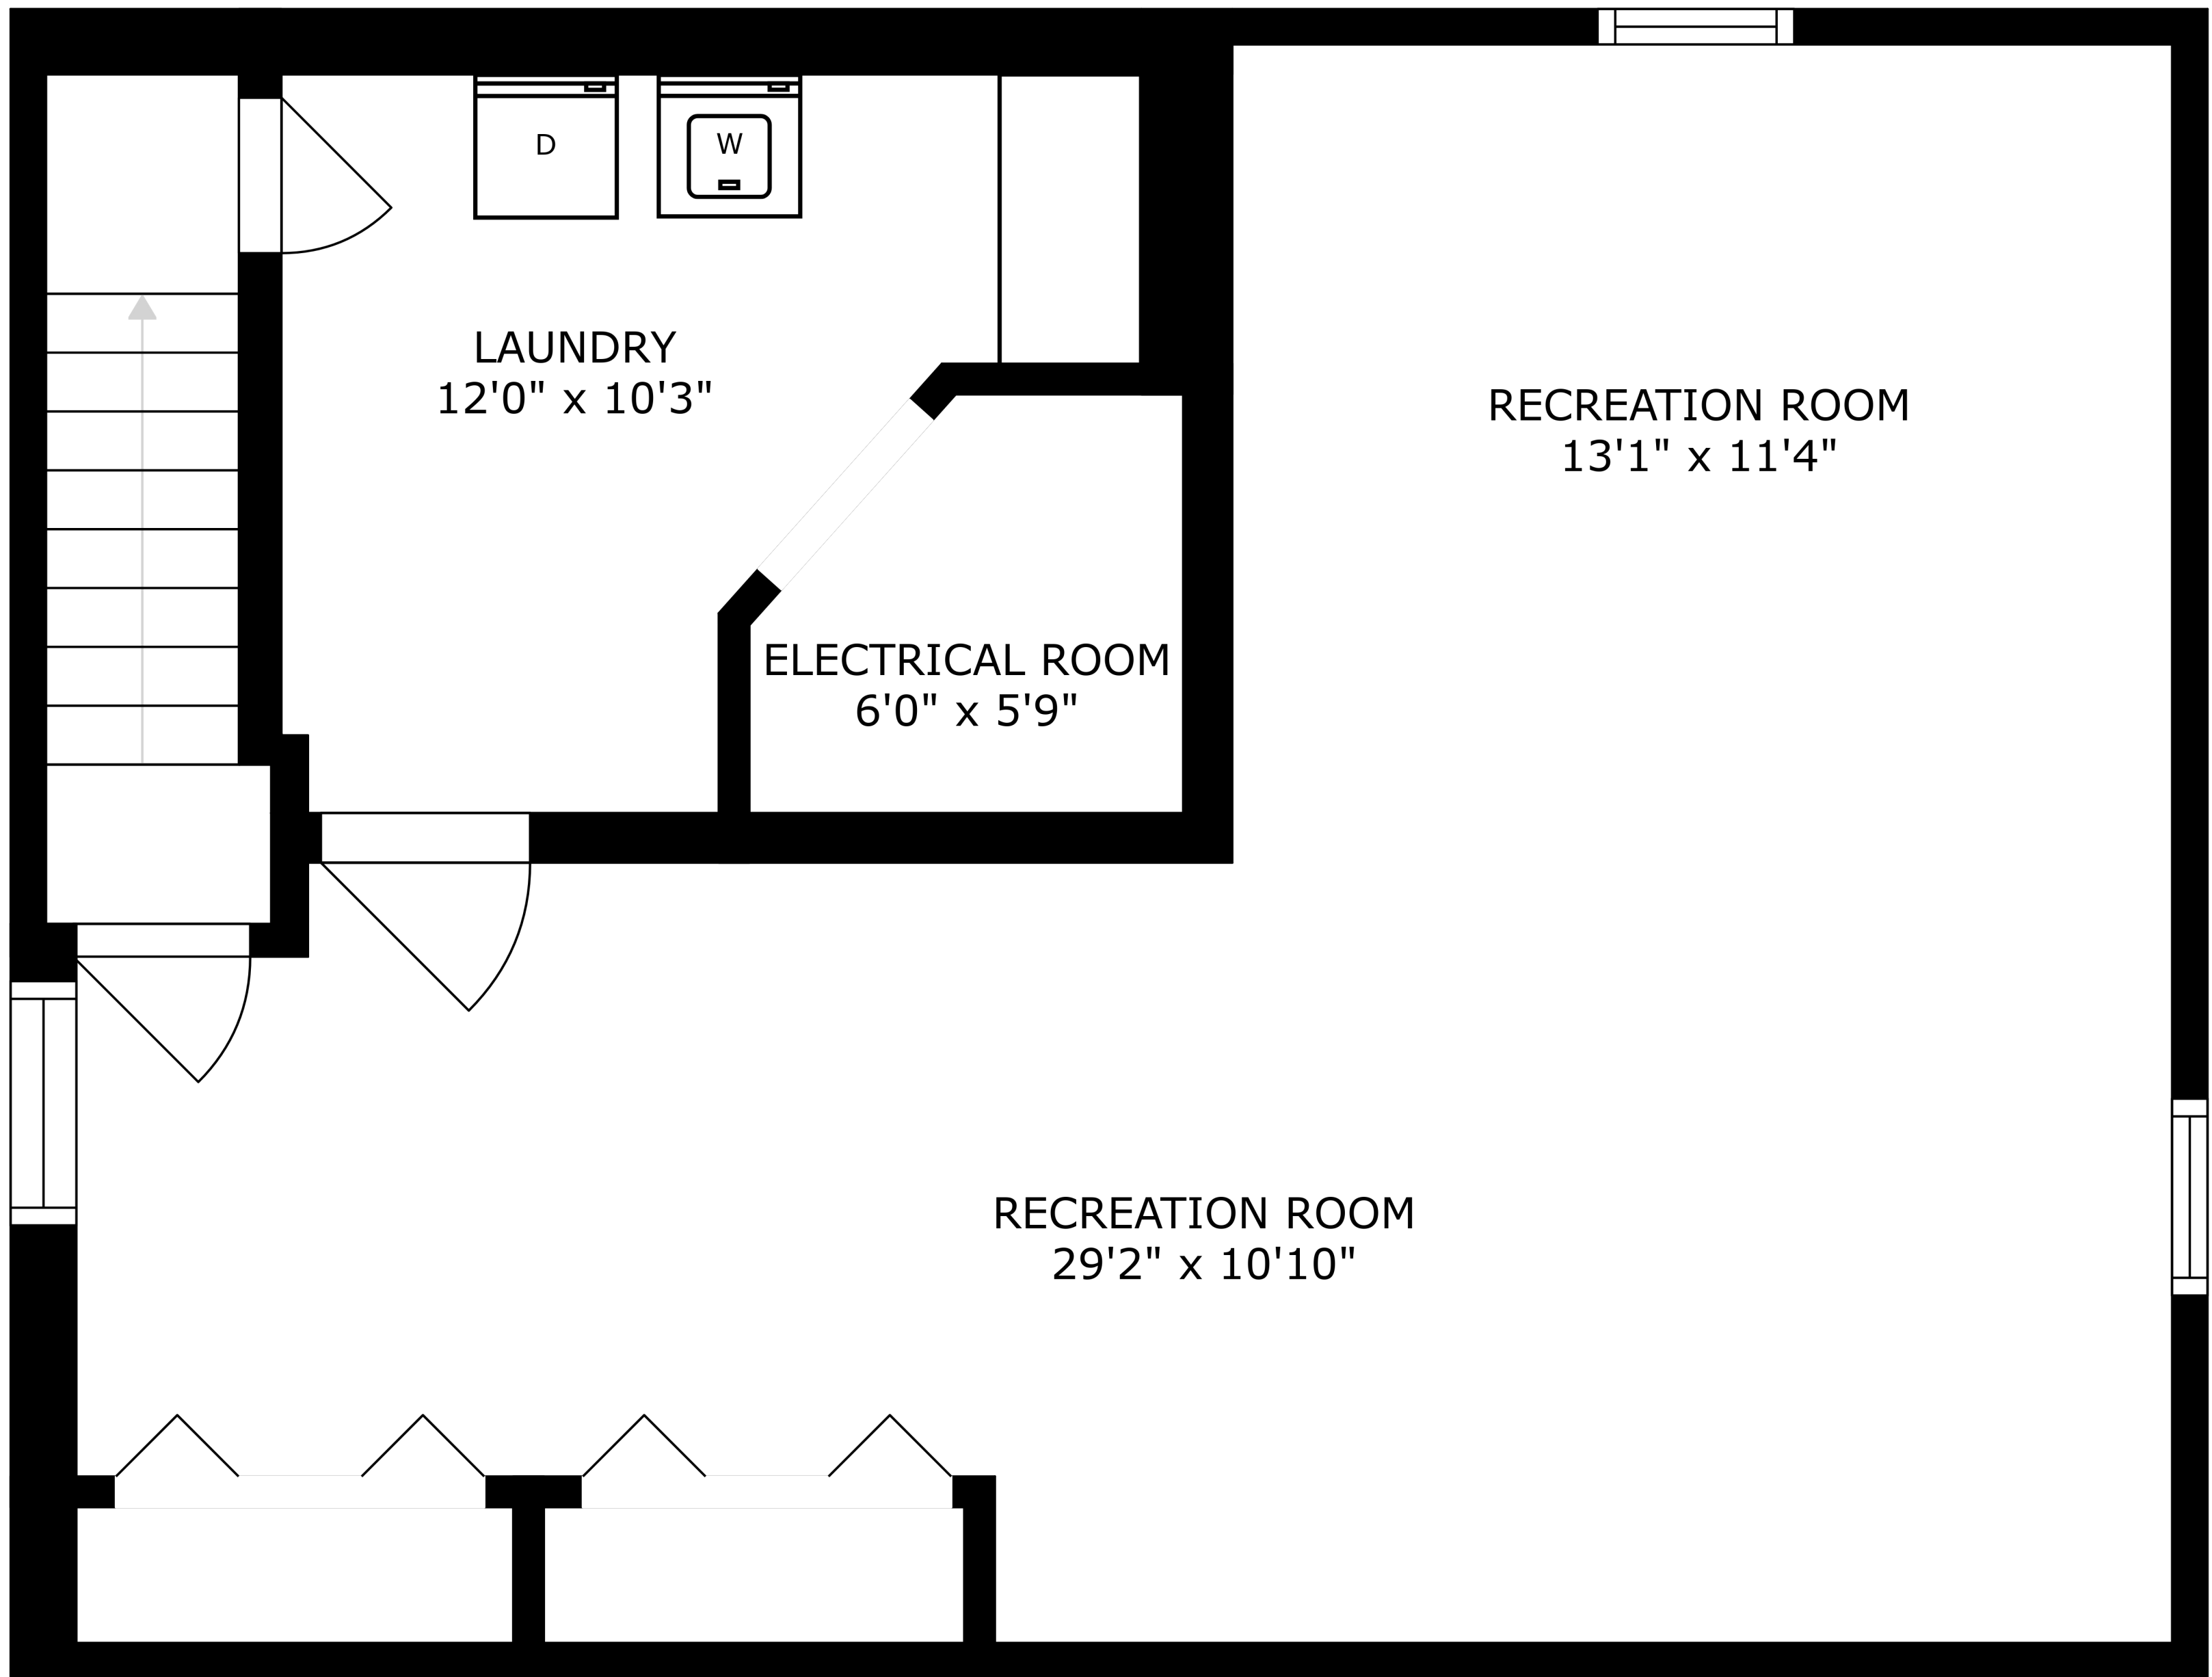 D
W
LAUNDRY
12'0" x 10'3"
RECREATION ROOM
13'1" x 11'4"
ELECTRICAL ROOM
6'0" x 5'9"
RECREATION ROOM
29'2" x 10'10"